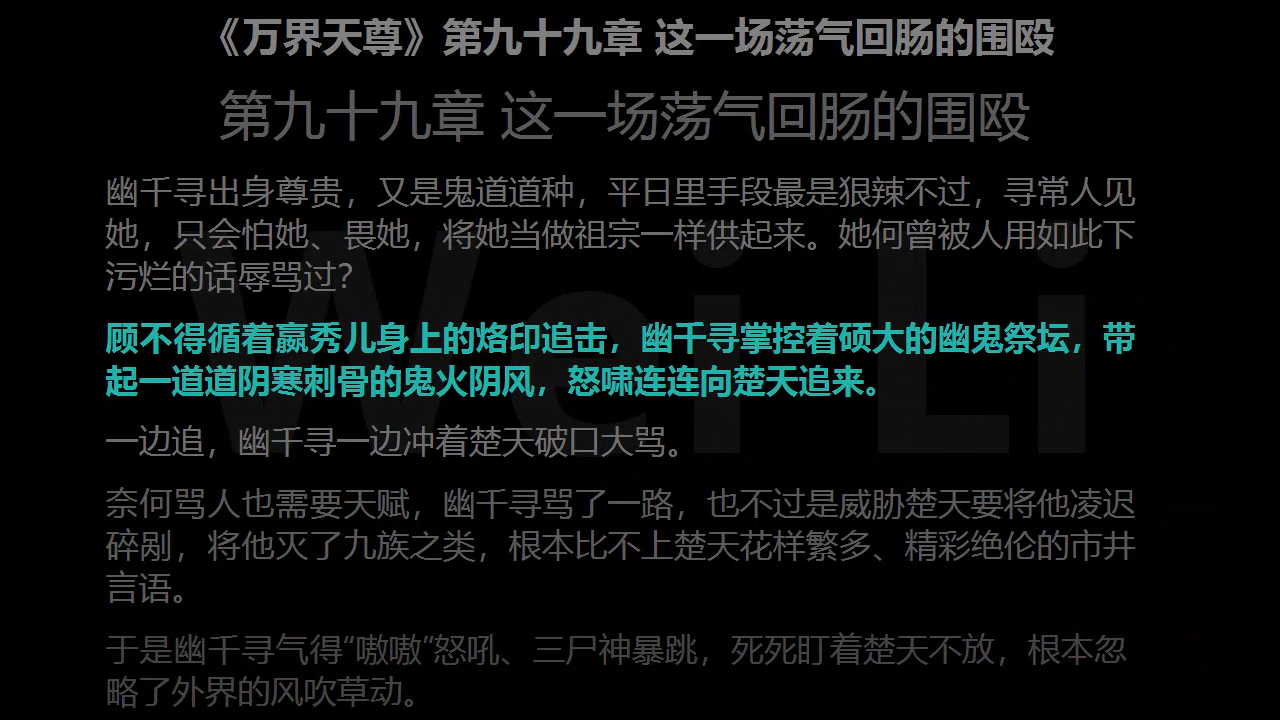 《万界天尊》第九十九章 这一场荡气回肠的围殴
第九十九章 这一场荡气回肠的围殴
幽千寻出身尊贵，又是鬼道道种，平日里手段最是狠辣不过，寻常人见
她，只会怕她、畏她，将她当做祖宗一样供起来。她何曾被人用如此下
污烂的话辱骂过？
顾不得循着嬴秀儿身上的烙印追击，幽千寻掌控着硕大的幽鬼祭坛，带
起一道道阴寒刺骨的鬼火阴风，怒啸连连向楚天追来。
一边追，幽千寻一边冲着楚天破口大骂。
奈何骂人也需要天赋，幽千寻骂了一路，也不过是威胁楚天要将他凌迟
碎剐，将他灭了九族之类，根本比不上楚天花样繁多、精彩绝伦的市井
言语。
于是幽千寻气得“嗷嗷”怒吼、三尸神暴跳，死死盯着楚天不放，根本忽
略了外界的风吹草动。
Wei Li